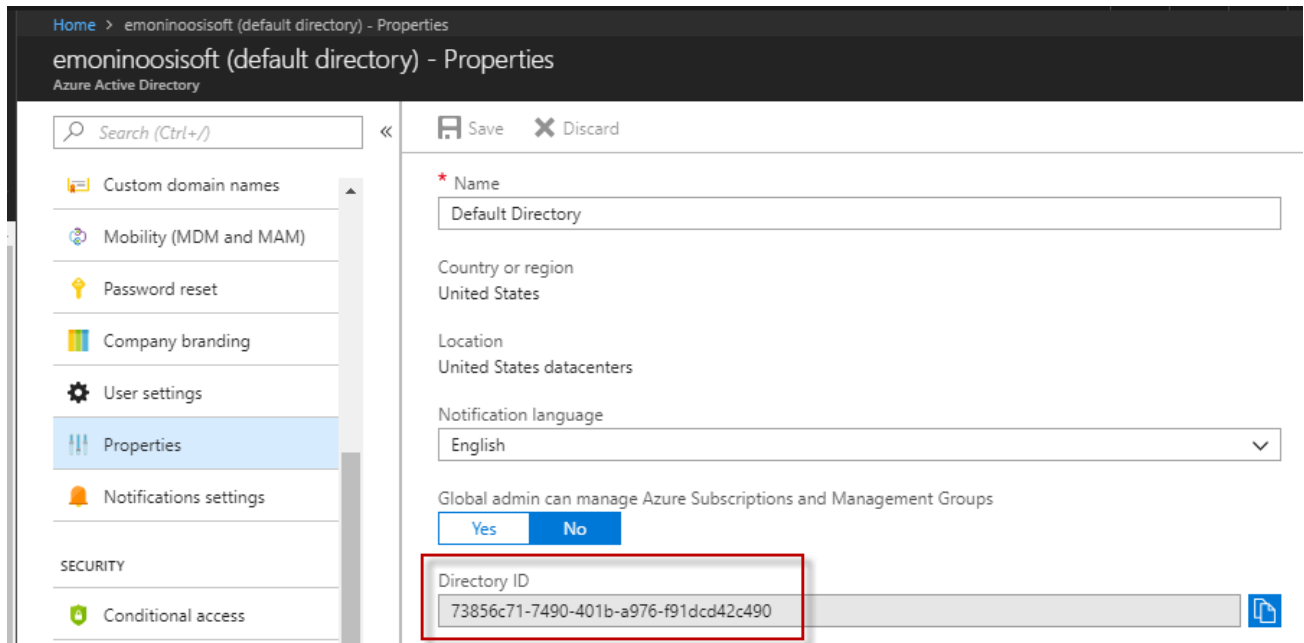 Home > emoninoosisoft (default directory) - Properties
emoninoosisoft (default directory) - Properties
Azure Active Directory
Search (Ctrl+/)
«
Custom domain names
Mobility (MDM and MAM)
Password reset
Company branding
User settings
Properties
Notifications settings
SECURITY
Conditional access
Save Discard
* Name
Default Directory
Country or region
United States
Location
United States datacenters
Notification language
English
Global admin can manage Azure Subscriptions and Management Groups
Yes No
Directory ID
73856c71-7490-401b-a976-f91dcd42c490